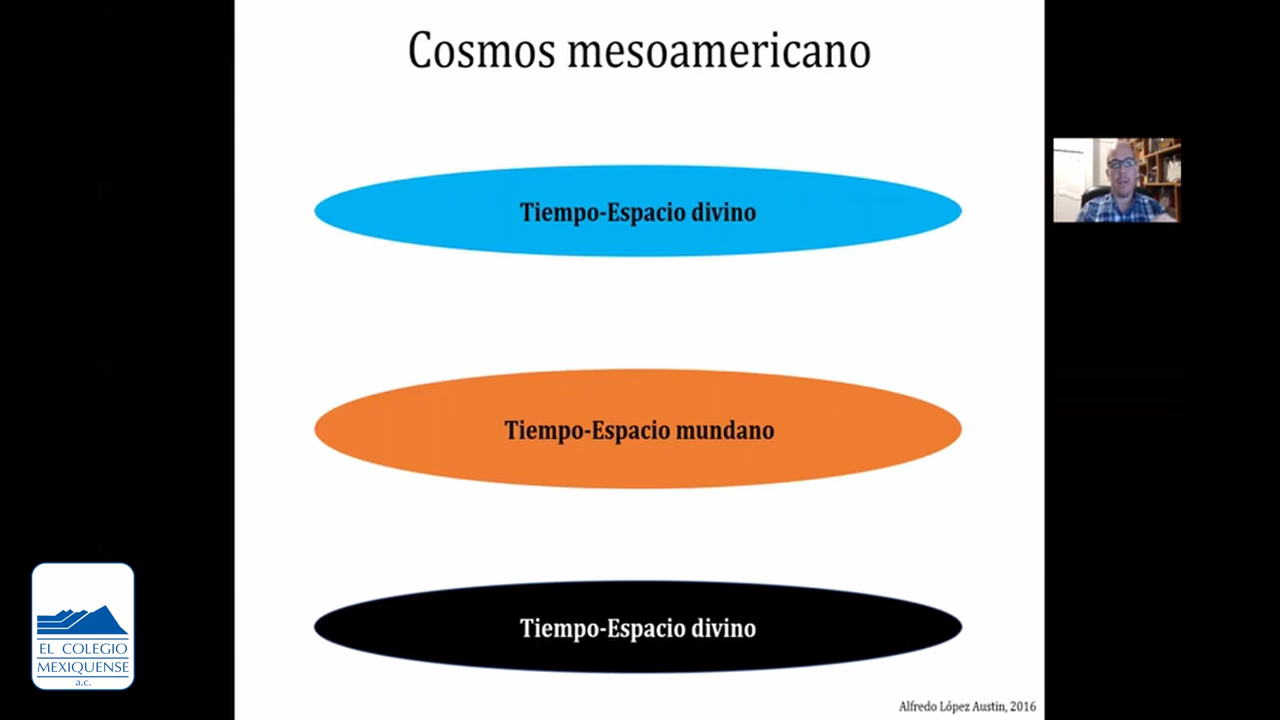 Cosmos mesoamericano
Tiempo-Espacio divino
Tiempo-Espacio mundano
Tiempo-Espacio divino
Alfredo López Austin, 2016
EL COLEGIO
MEXIQUENSE
a.c.